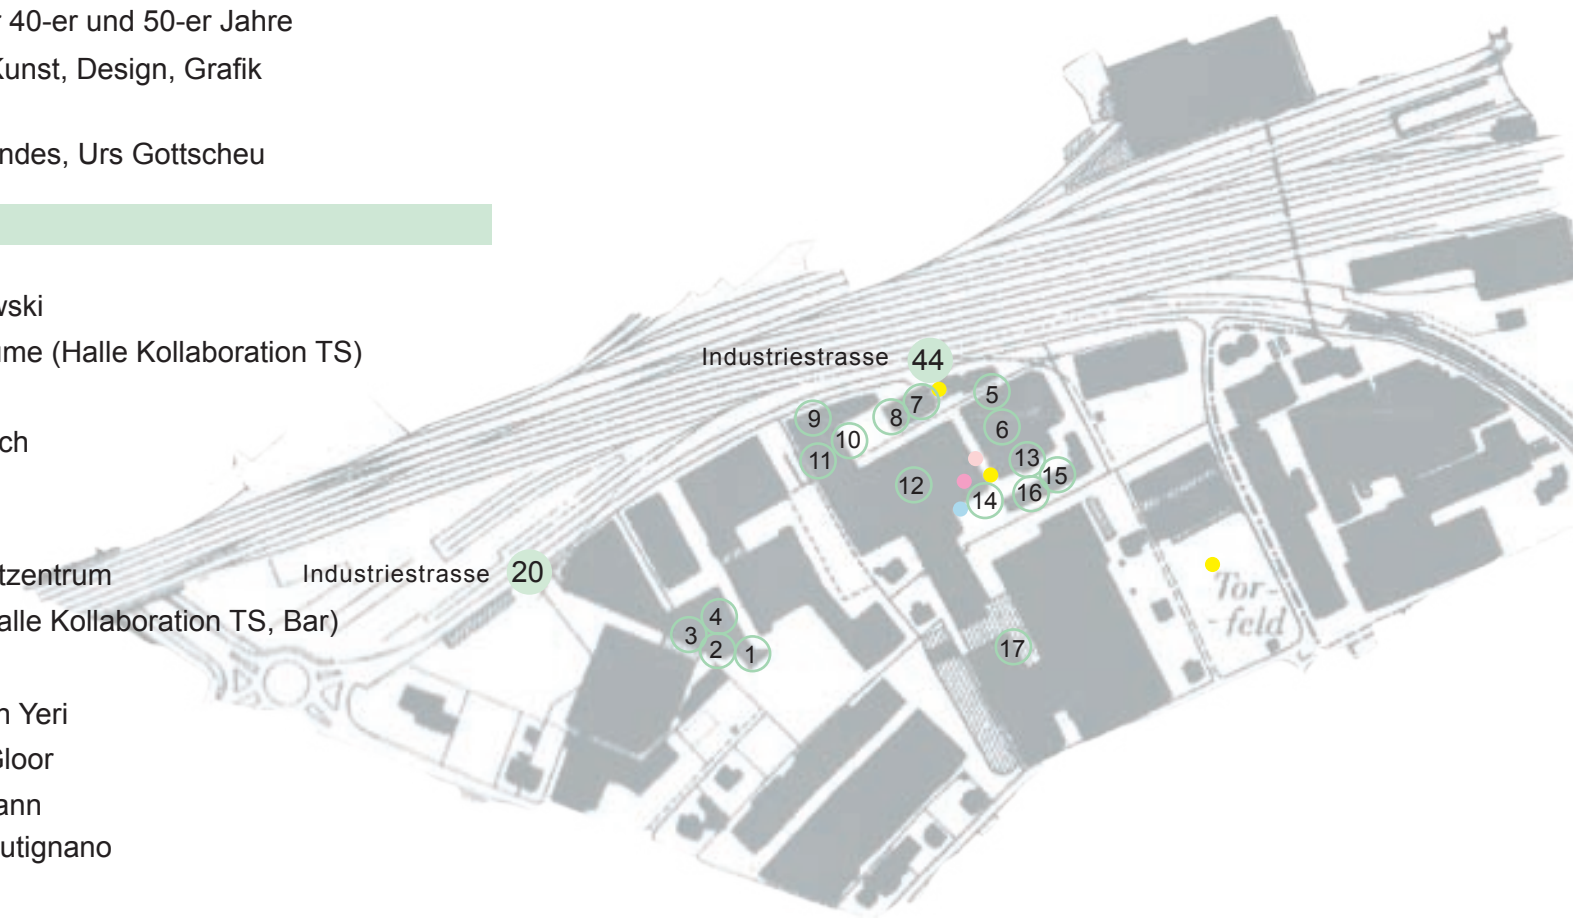 r 40-er und 50-er Jahre
Kunst, Design, Grafik
ndes, Urs Gottscheu
wski
ume (Halle Kollaboration TS)
ch
tzentrum
alle Kollaboration TS, Bar)
n Yeri
Gloor
ann
utignano
Industriestrasse 44
5
7
8
9
6
10
11
13
15
12
16
14
Industriestrasse 20
Tor-
-feld
4
3
2
1
17